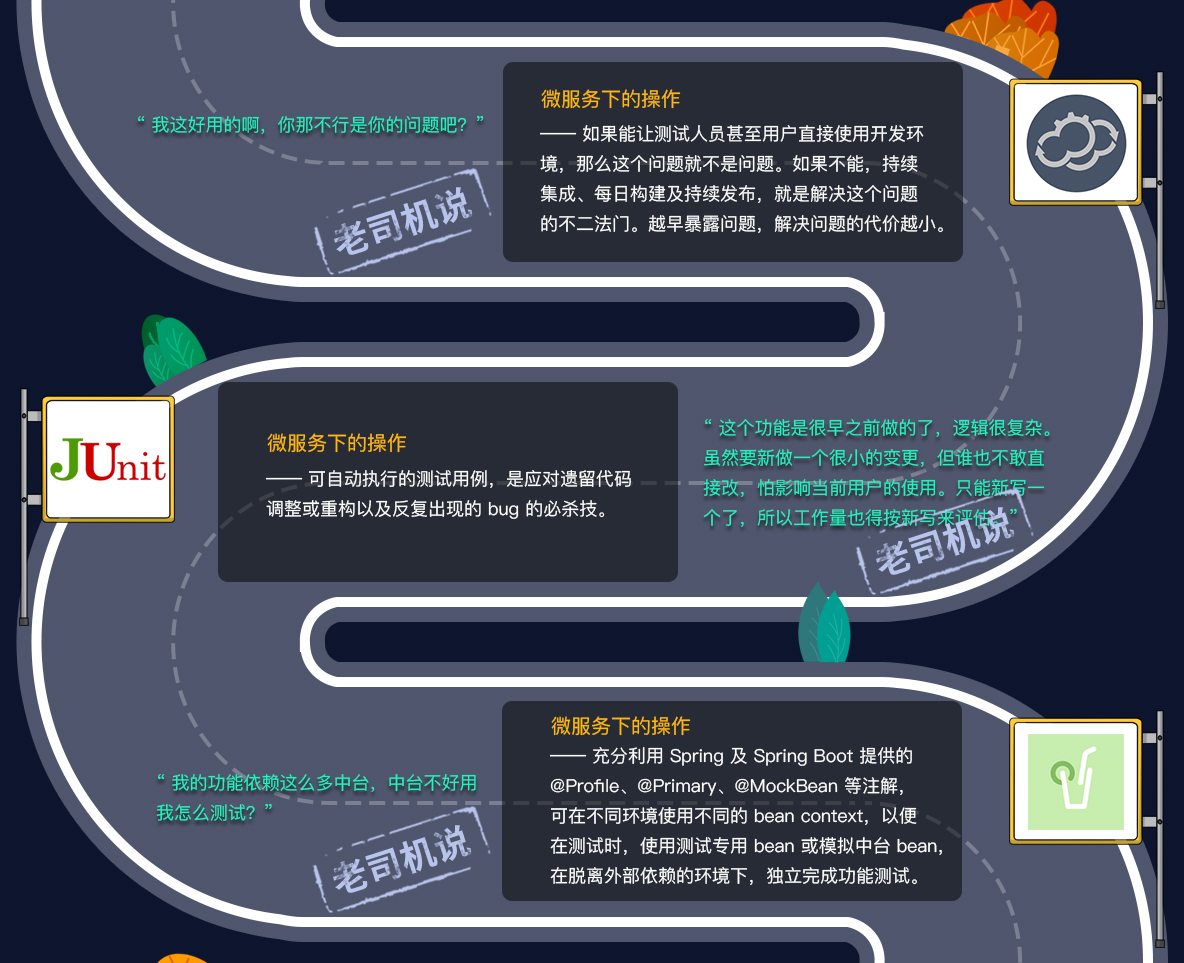 “ 我这好用的啊，你那不行是你的问题吧？”
老司机说
微服务下的操作
—— 如果能让测试人员甚至用户直接使用开发环
境，那么这个问题就不是问题。如果不能，持续
集成、每日构建及持续发布，就是解决这个问题
的不二法门。越早暴露问题，解决问题的代价越小。
JUnit
微服务下的操作
—— 可自动执行的测试用例，是应对遗留代码
调整或重构以及反复出现的 bug 的必杀技。
“ 这个功能是很早之前做的了，逻辑很复杂。
虽然要新做一个很小的变更，但谁也不敢直
接改，怕影响当前用户的使用。只能新写一
个了，所以工作量也得按新写来评估。”
老司机说
微服务下的操作
—— 充分利用 Spring 及 Spring Boot 提供的
@Profile、@Primary、@MockBean 等注解，
可在不同环境使用不同的 bean context，以便
在测试时，使用测试专用 bean 或模拟中台 bean，
在脱离外部依赖的环境下，独立完成功能测试。
“ 我的功能依赖这么多中台，中台不好用
我怎么测试？”
老司机说